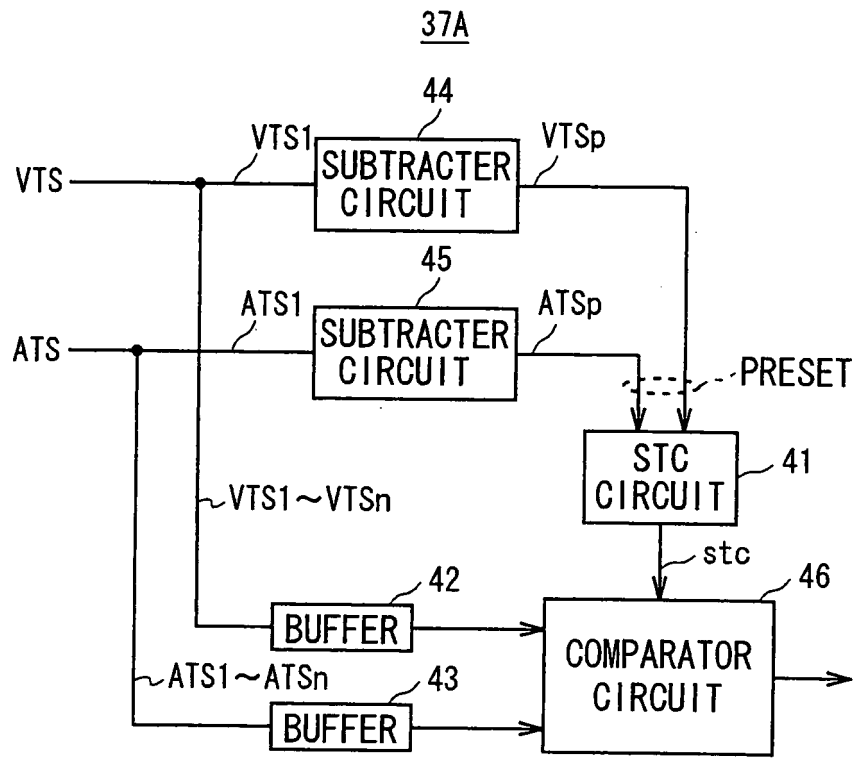 37A
44
VTS
VTS1
SUBTRACTER
CIRCUIT
VTSp
45
ATS
ATS1
SUBTRACTER
CIRCUIT
ATSp
PRESET
STC
CIRCUIT
41
VTS1～VTSn
stc
42
BUFFER
46
COMPARATOR
CIRCUIT
ATS1～ATSn
43
BUFFER